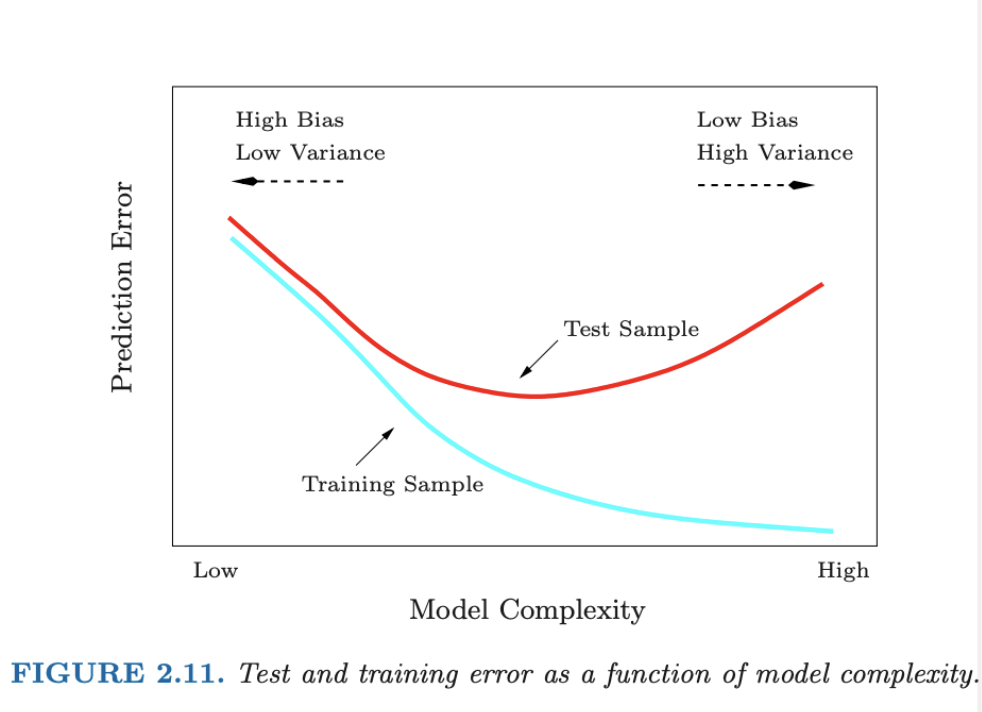 High Bias
Low Variance
Low Bias
High Variance
Prediction Error
Test Sample
Training Sample
Low
High
Model Complexity
FIGURE 2.11. Test and training error as a function of model complexity.